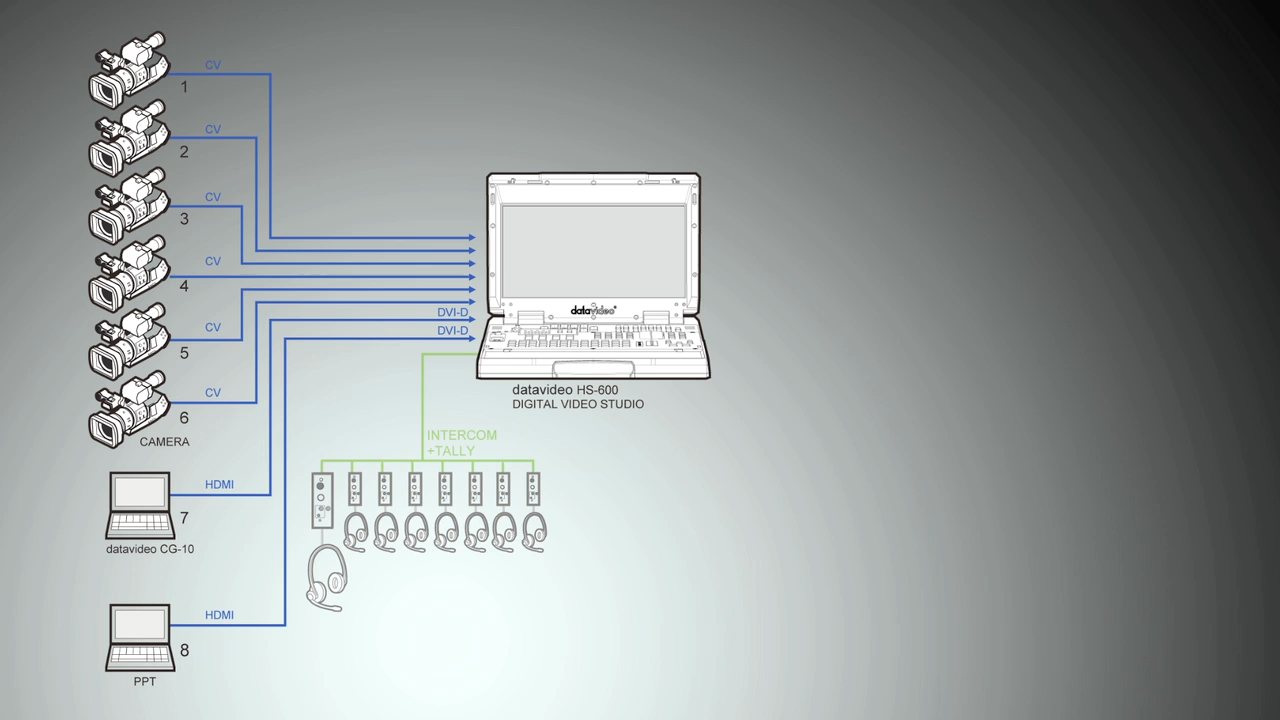 CV
1
CV
2
CV
3
CV
4
CV
5
CV
6
CAMERA
HDMI
7
datavideo CG-10
HDMI
8
PPT
DVI-D
DVI-D
datavideo
datavideo HS-600
DIGITAL VIDEO STUDIO
INTERCOM
+TALLY